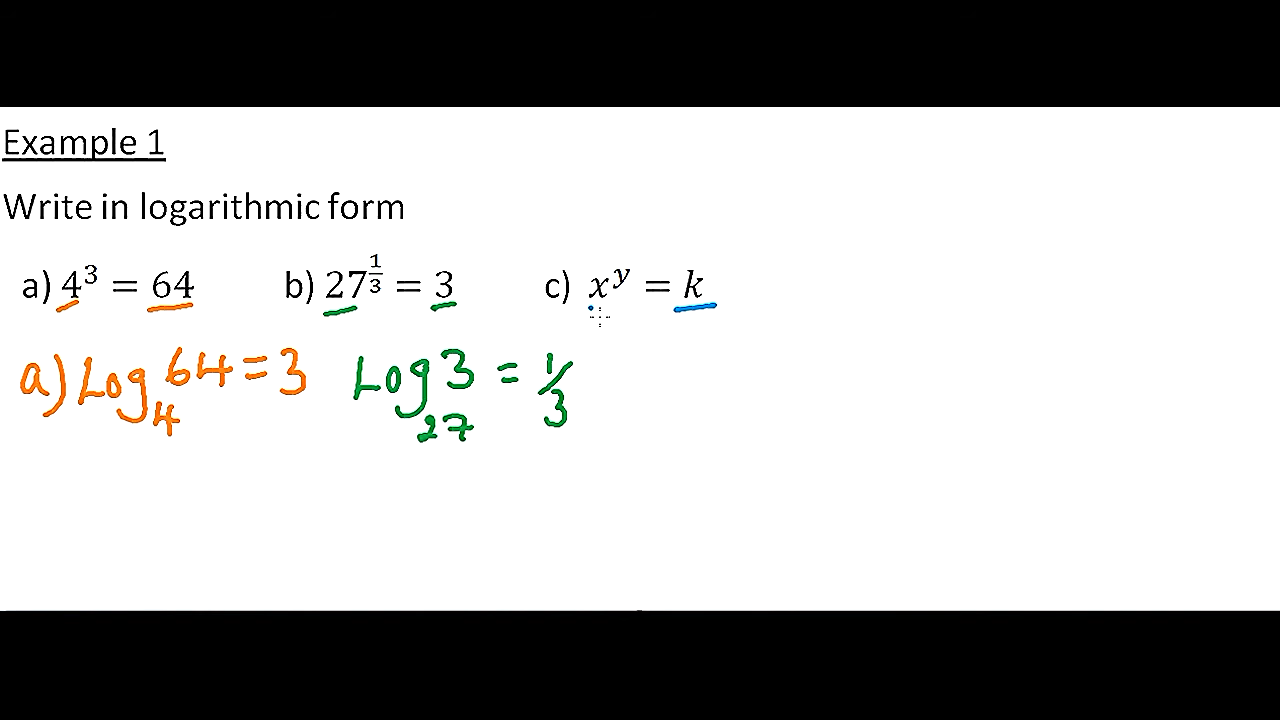 Example 1
Write in logarithmic form
a) 4³ = 64 b) 27^(1/3) = 3 c) x^y = k
a) Log₄ 64 = 3 Log₂₇ 3 = 1/3